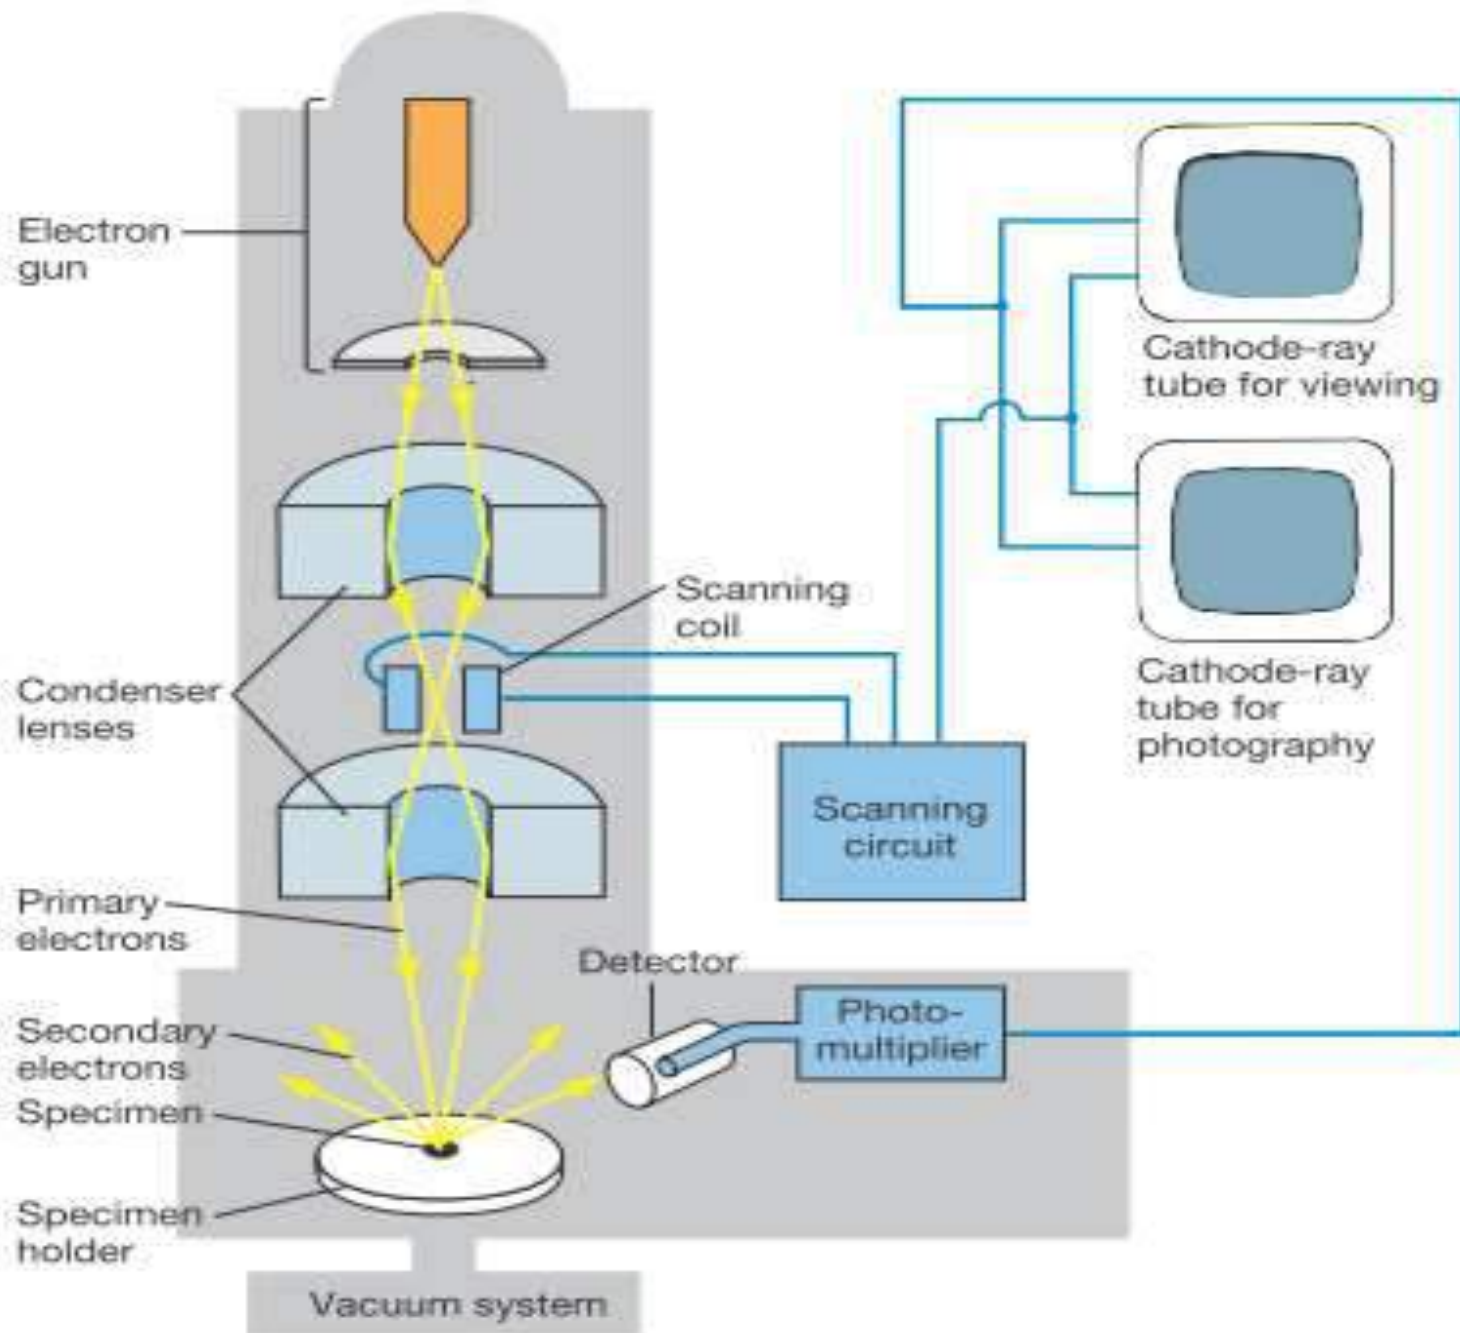 Electron
gun
Cathode-ray
tube for viewing
Scanning
coil
Condenser
lenses
Cathode-ray
tube for
photography
Scanning
circuit
Primary
electrons
Detector
Photo-
multiplier
Secondary
electrons
Specimen
Specimen
holder
Vacuum system